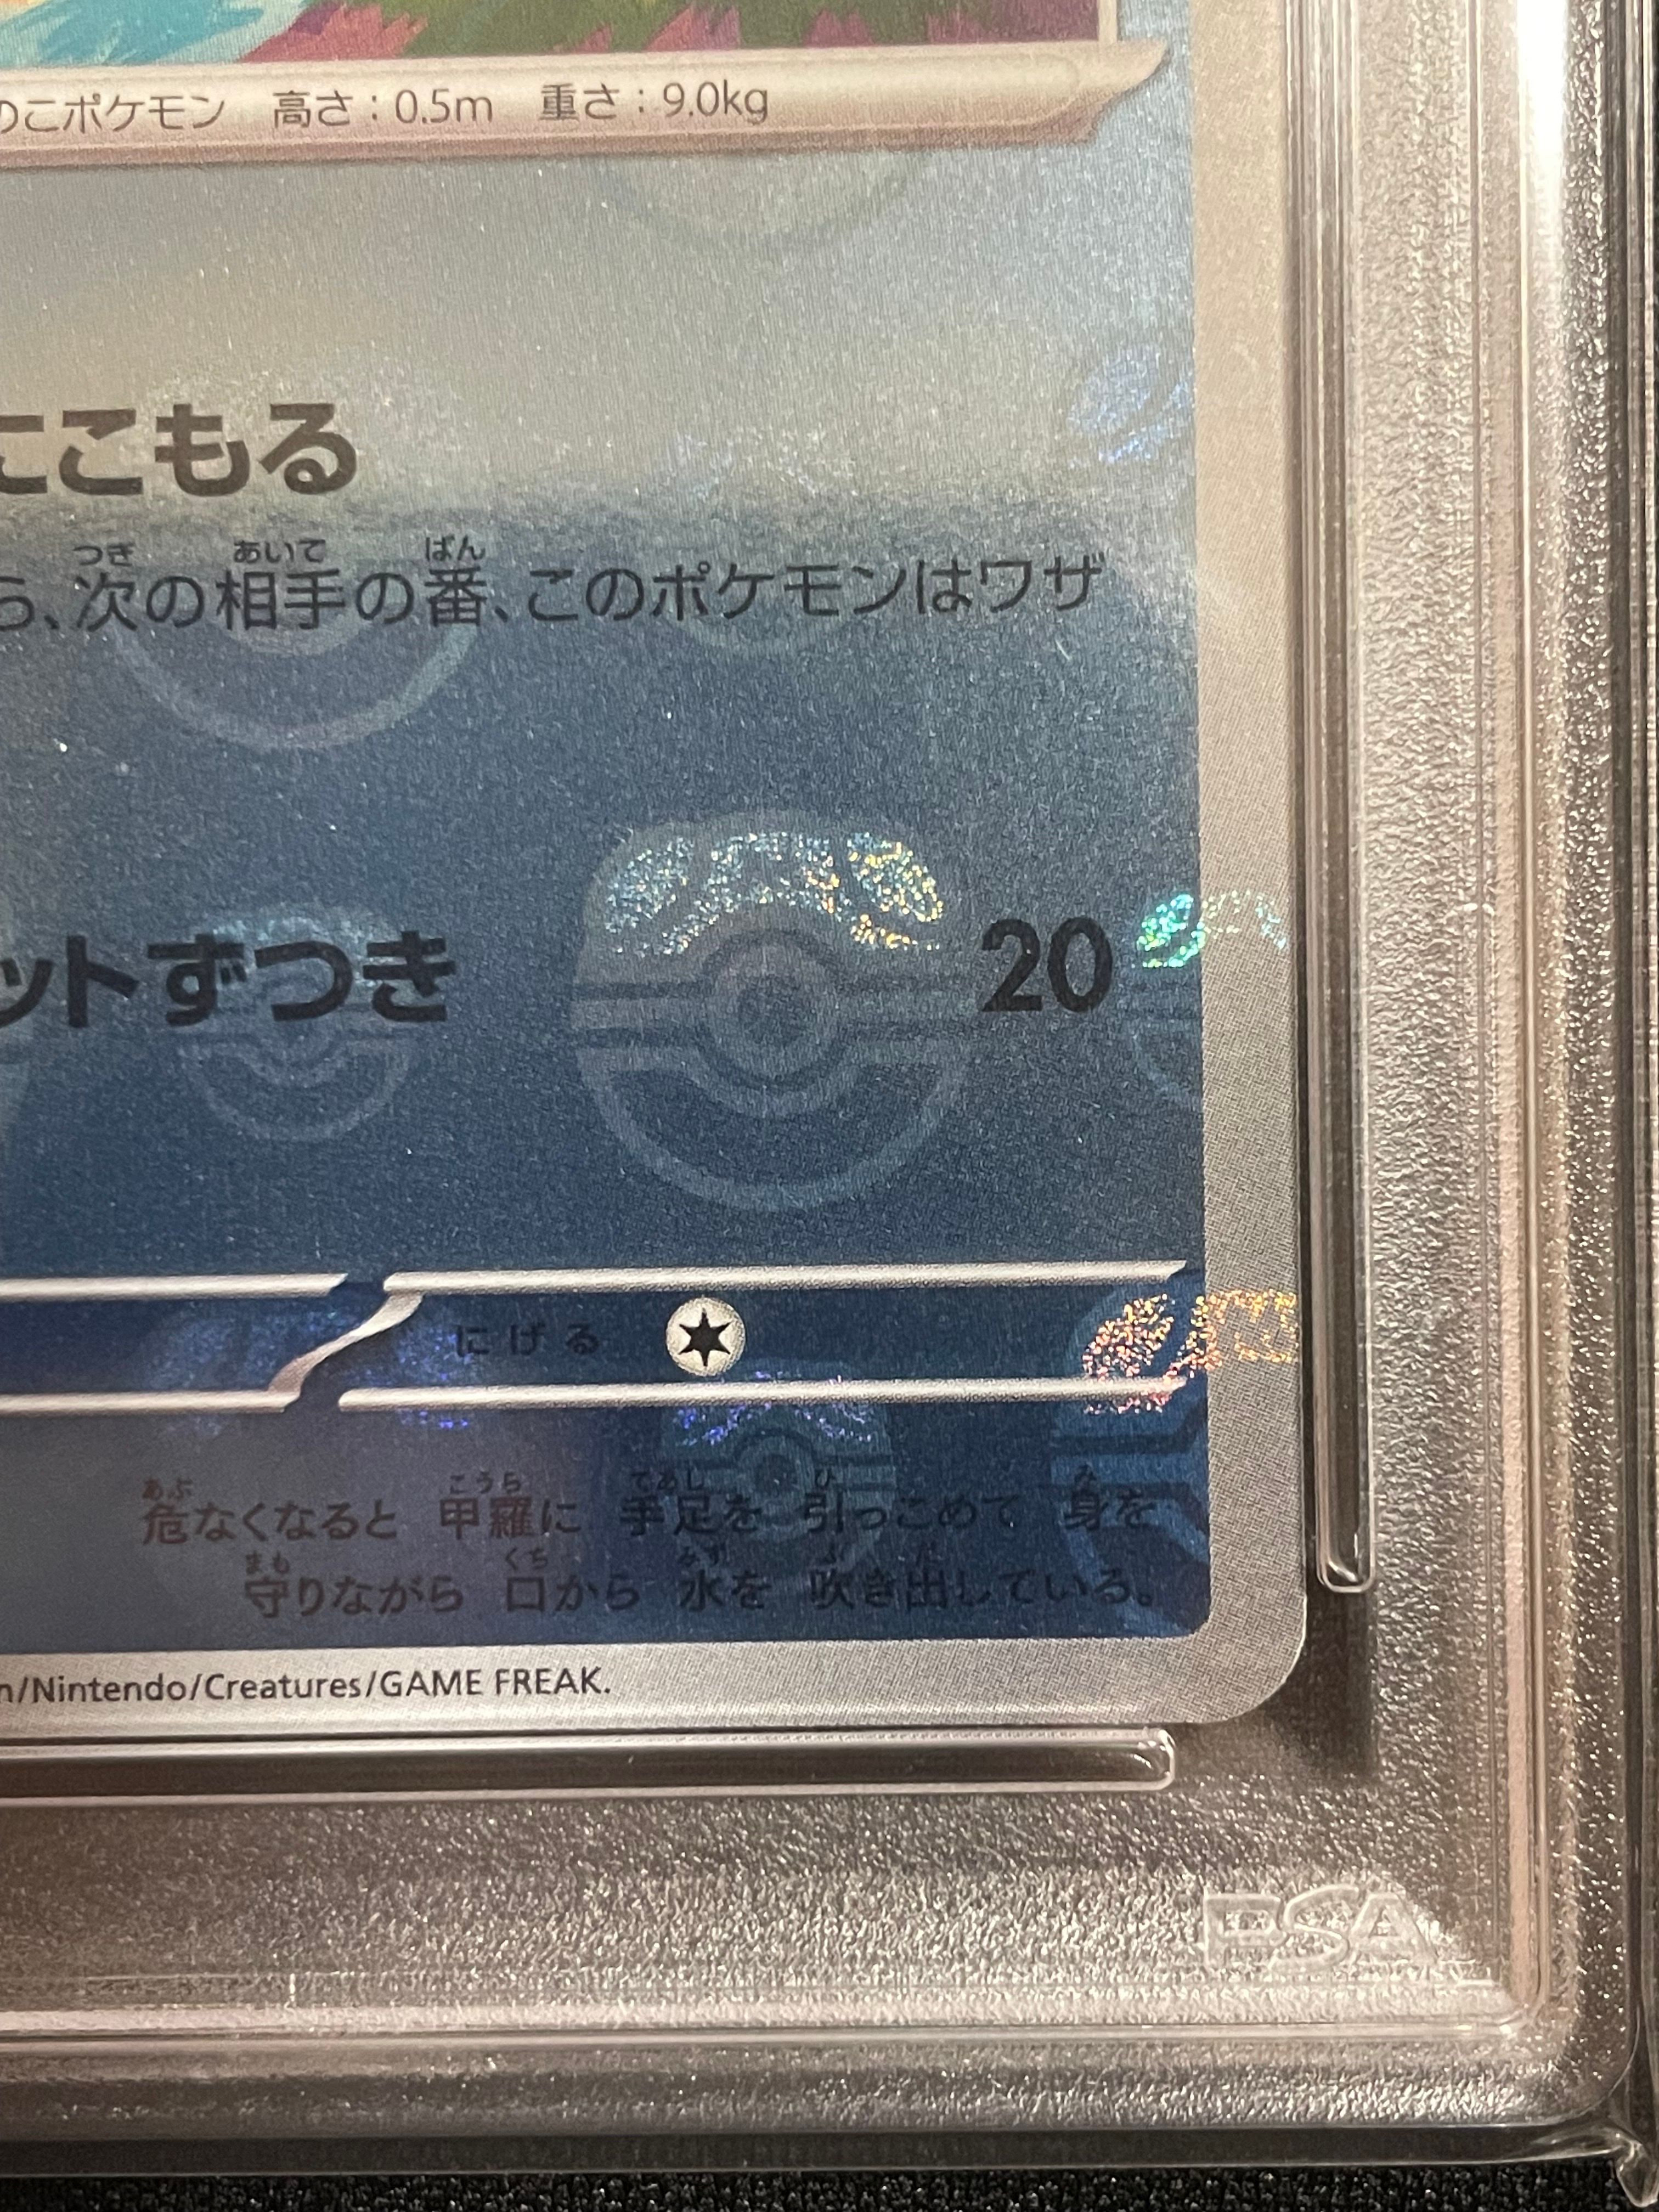 のこポケモン 高さ:0.5m 重さ:9.0kg
にこもる
つぎ あいて ばん
ら、次の相手の番、このポケモンはワザ
ットずつき 20
にげる
あぶ こうら てあし ひ み
危なくなると 甲羅に 手足を 引っこめて 身を
まも くち みず ふ だ
守りながら 口から 水を 吹き出している。
n/Nintendo/Creatures/GAME FREAK.
PSA